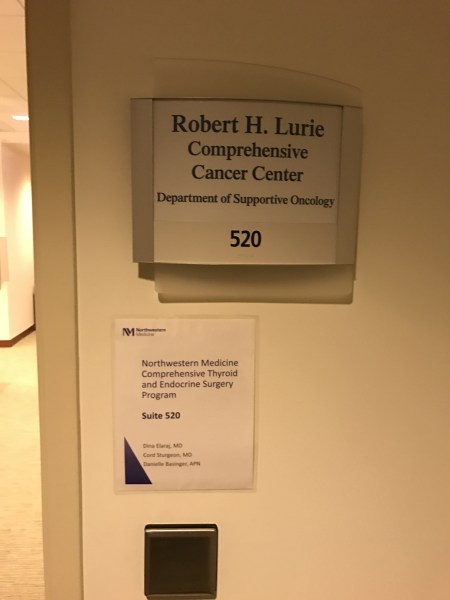 Robert H. Lurie
Comprehensive
Cancer Center
Department of Supportive Oncology
520
NM Northwestern
Medicine
Northwestern Medicine
Comprehensive Thyroid
and Endocrine Surgery
Program
Suite 520
Dina Elaraj, MD
Cord Sturgeon, MD
Danielle Basinger, APN